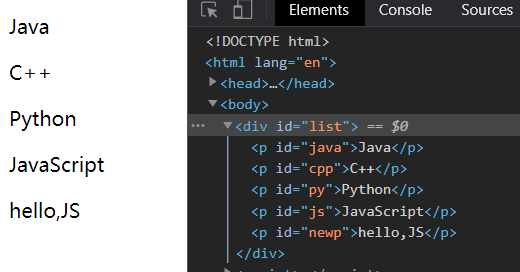 Java
C++
Python
JavaScript
hello,JS
Elements Console Sources
<!DOCTYPE html>
<html lang="en">
<head>…</head>
<body>
<div id="list"> == $0
<p id="java">Java</p>
<p id="cpp">C++</p>
<p id="py">Python</p>
<p id="js">JavaScript</p>
<p id="newp">hello,JS</p>
</div>